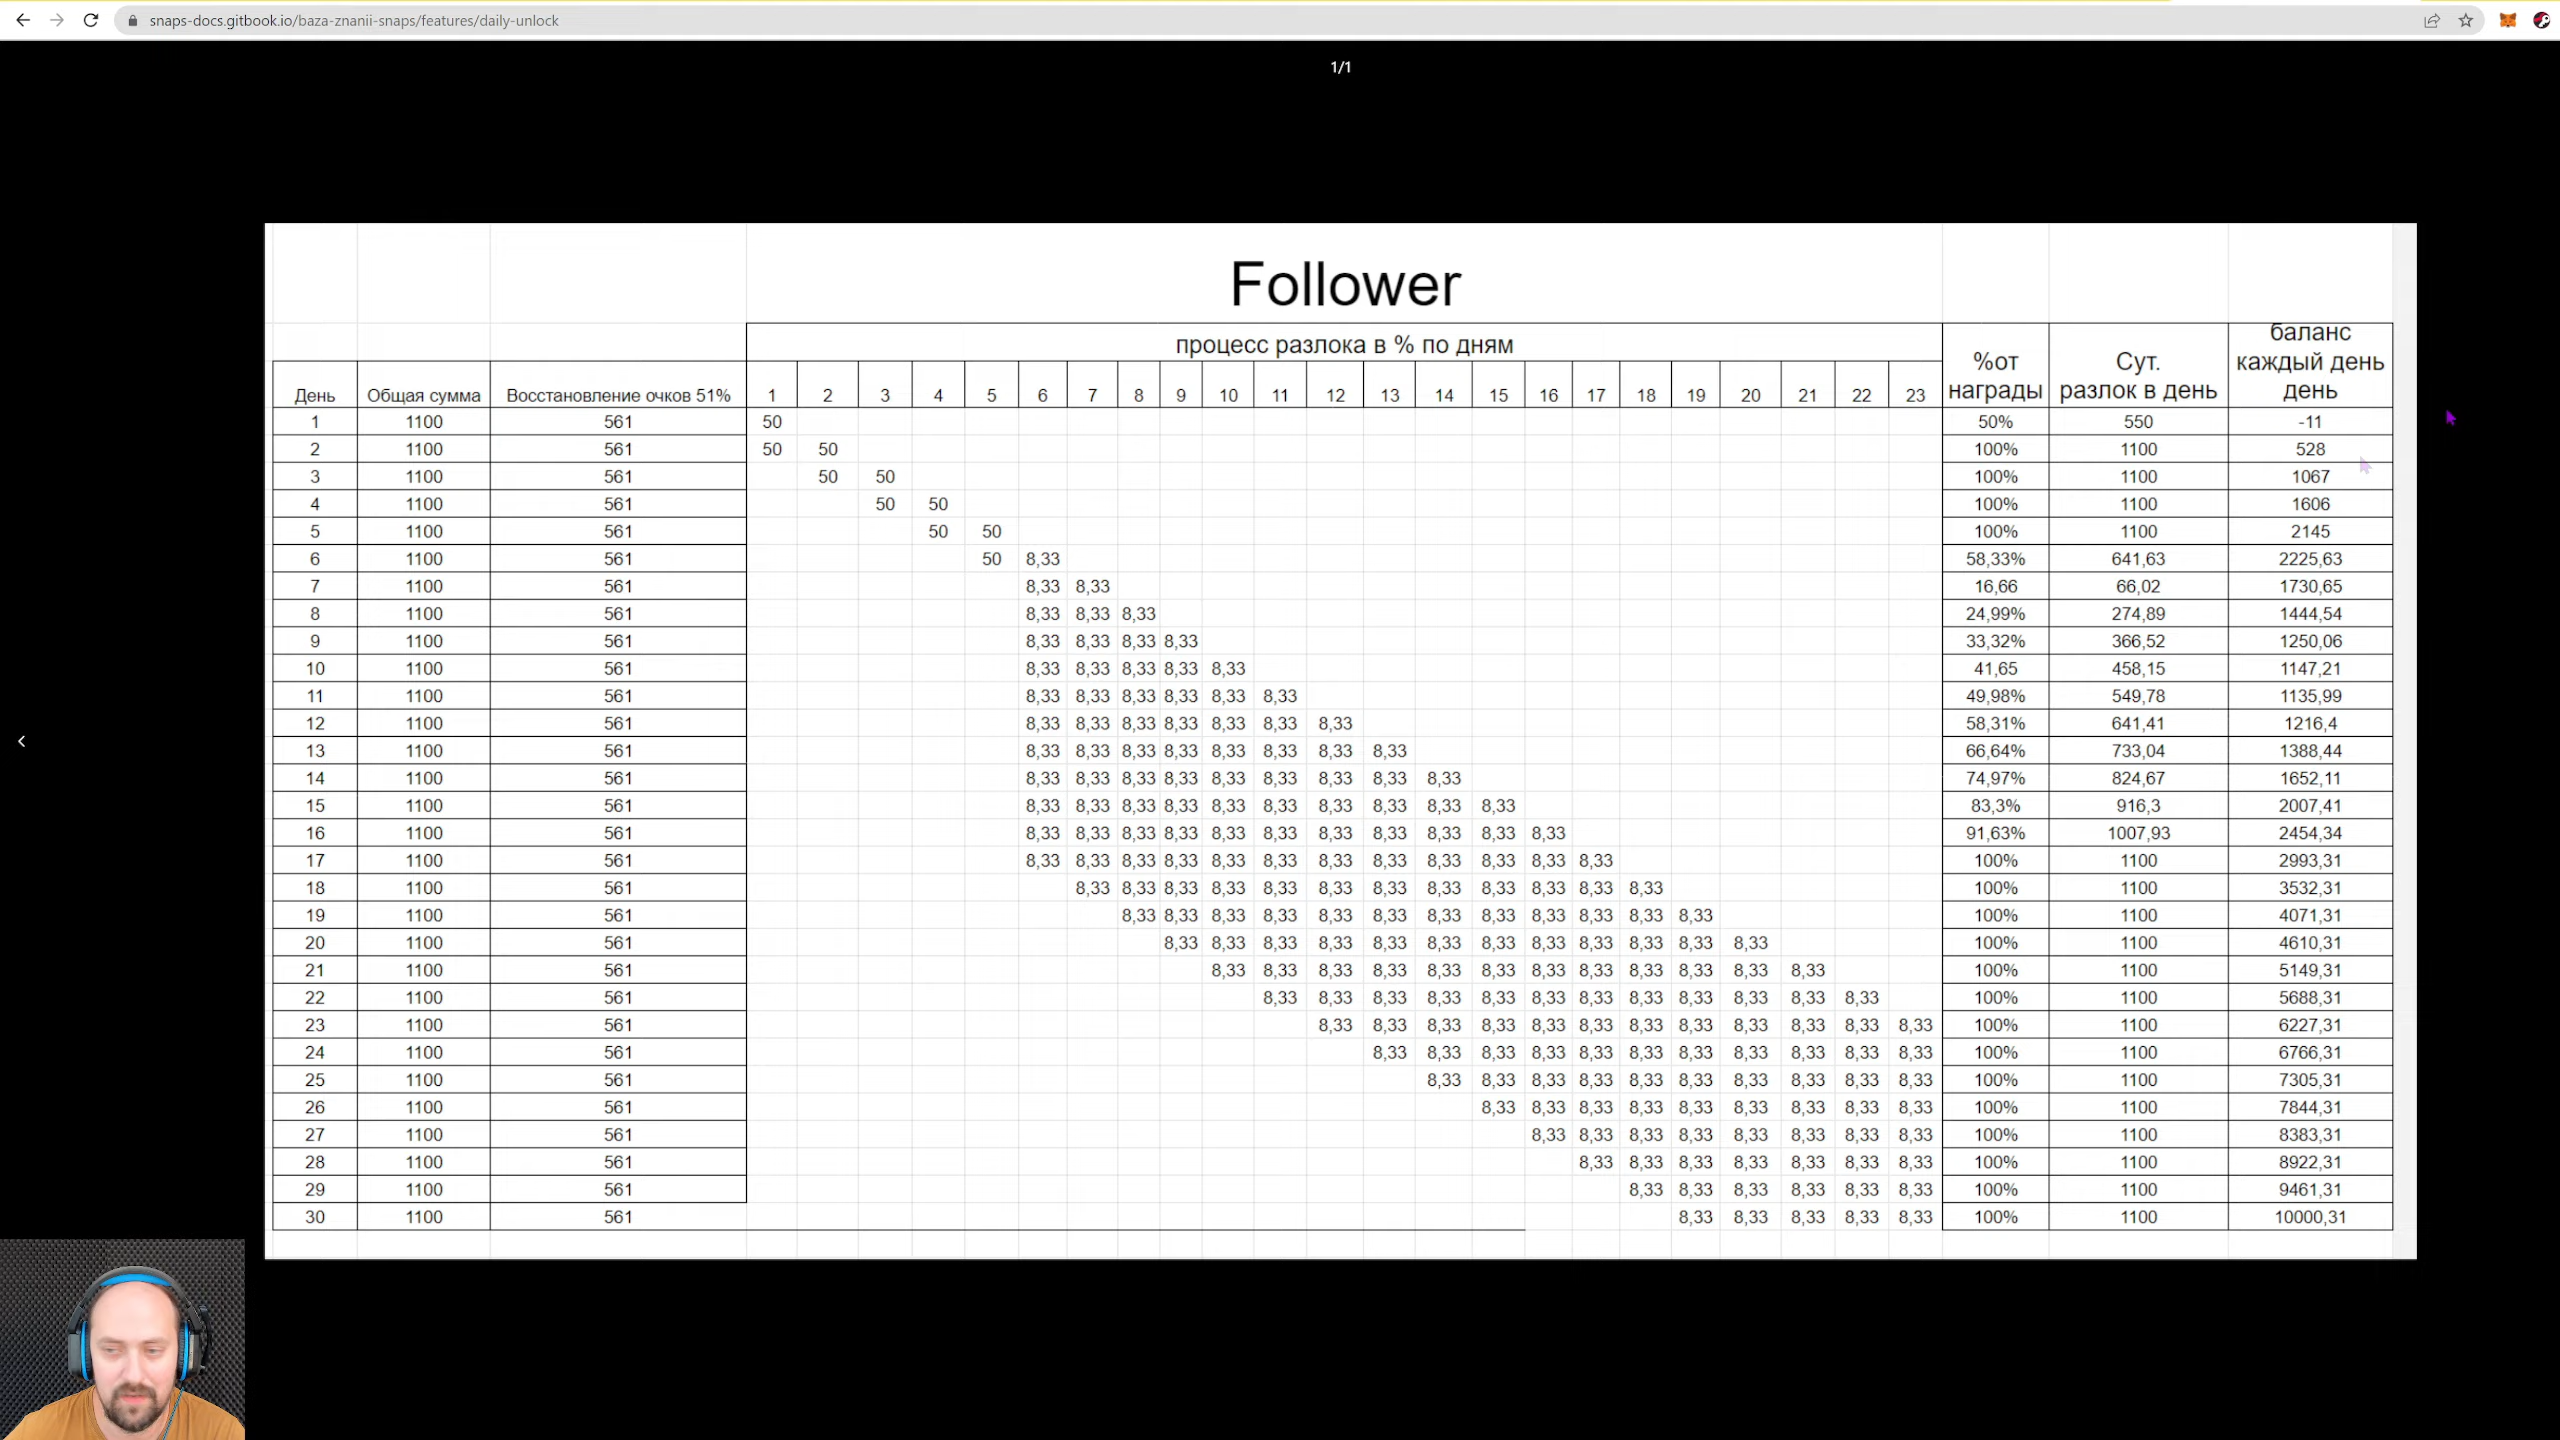 snaps-docs.gitbook.io/baza-znanii-snaps/features/daily-unlock
1/1
Follower
процесс разлока в % по дням %от награды Сут. разлок в день баланс каждый день день
День Общая сумма Восстановление очков 51% 1 2 3 4 5 6 7 8 9 10 11 12 13 14 15 16 17 18 19 20 21 22 23
1 1100 561 50 50% 550 -11
2 1100 561 50 50 100% 1100 528
3 1100 561 50 50 100% 1100 1067
4 1100 561 50 50 100% 1100 1606
5 1100 561 50 50 100% 1100 2145
6 1100 561 50 8,33 58,33% 641,63 2225,63
7 1100 561 8,33 8,33 16,66 66,02 1730,65
8 1100 561 8,33 8,33 8,33 24,99% 274,89 1444,54
9 1100 561 8,33 8,33 8,33 8,33 33,32% 366,52 1250,06
10 1100 561 8,33 8,33 8,33 8,33 8,33 41,65 458,15 1147,21
11 1100 561 8,33 8,33 8,33 8,33 8,33 8,33 49,98% 549,78 1135,99
12 1100 561 8,33 8,33 8,33 8,33 8,33 8,33 8,33 58,31% 641,41 1216,4
13 1100 561 8,33 8,33 8,33 8,33 8,33 8,33 8,33 8,33 66,64% 733,04 1388,44
14 1100 561 8,33 8,33 8,33 8,33 8,33 8,33 8,33 8,33 8,33 74,97% 824,67 1652,11
15 1100 561 8,33 8,33 8,33 8,33 8,33 8,33 8,33 8,33 8,33 8,33 83,3% 916,3 2007,41
16 1100 561 8,33 8,33 8,33 8,33 8,33 8,33 8,33 8,33 8,33 8,33 8,33 91,63% 1007,93 2454,34
17 1100 561 8,33 8,33 8,33 8,33 8,33 8,33 8,33 8,33 8,33 8,33 8,33 8,33 100% 1100 2993,31
18 1100 561 8,33 8,33 8,33 8,33 8,33 8,33 8,33 8,33 8,33 8,33 8,33 8,33 100% 1100 3532,31
19 1100 561 8,33 8,33 8,33 8,33 8,33 8,33 8,33 8,33 8,33 8,33 8,33 8,33 100% 1100 4071,31
20 1100 561 8,33 8,33 8,33 8,33 8,33 8,33 8,33 8,33 8,33 8,33 8,33 8,33 100% 1100 4610,31
21 1100 561 8,33 8,33 8,33 8,33 8,33 8,33 8,33 8,33 8,33 8,33 8,33 8,33 100% 1100 5149,31
22 1100 561 8,33 8,33 8,33 8,33 8,33 8,33 8,33 8,33 8,33 8,33 8,33 8,33 100% 1100 5688,31
23 1100 561 8,33 8,33 8,33 8,33 8,33 8,33 8,33 8,33 8,33 8,33 8,33 8,33 100% 1100 6227,31
24 1100 561 8,33 8,33 8,33 8,33 8,33 8,33 8,33 8,33 8,33 8,33 8,33 100% 1100 6766,31
25 1100 561 8,33 8,33 8,33 8,33 8,33 8,33 8,33 8,33 8,33 8,33 100% 1100 7305,31
26 1100 561 8,33 8,33 8,33 8,33 8,33 8,33 8,33 8,33 8,33 100% 1100 7844,31
27 1100 561 8,33 8,33 8,33 8,33 8,33 8,33 8,33 8,33 100% 1100 8383,31
28 1100 561 8,33 8,33 8,33 8,33 8,33 8,33 8,33 100% 1100 8922,31
29 1100 561 8,33 8,33 8,33 8,33 8,33 8,33 100% 1100 9461,31
30 1100 561 8,33 8,33 8,33 8,33 8,33 100% 1100 10000,31